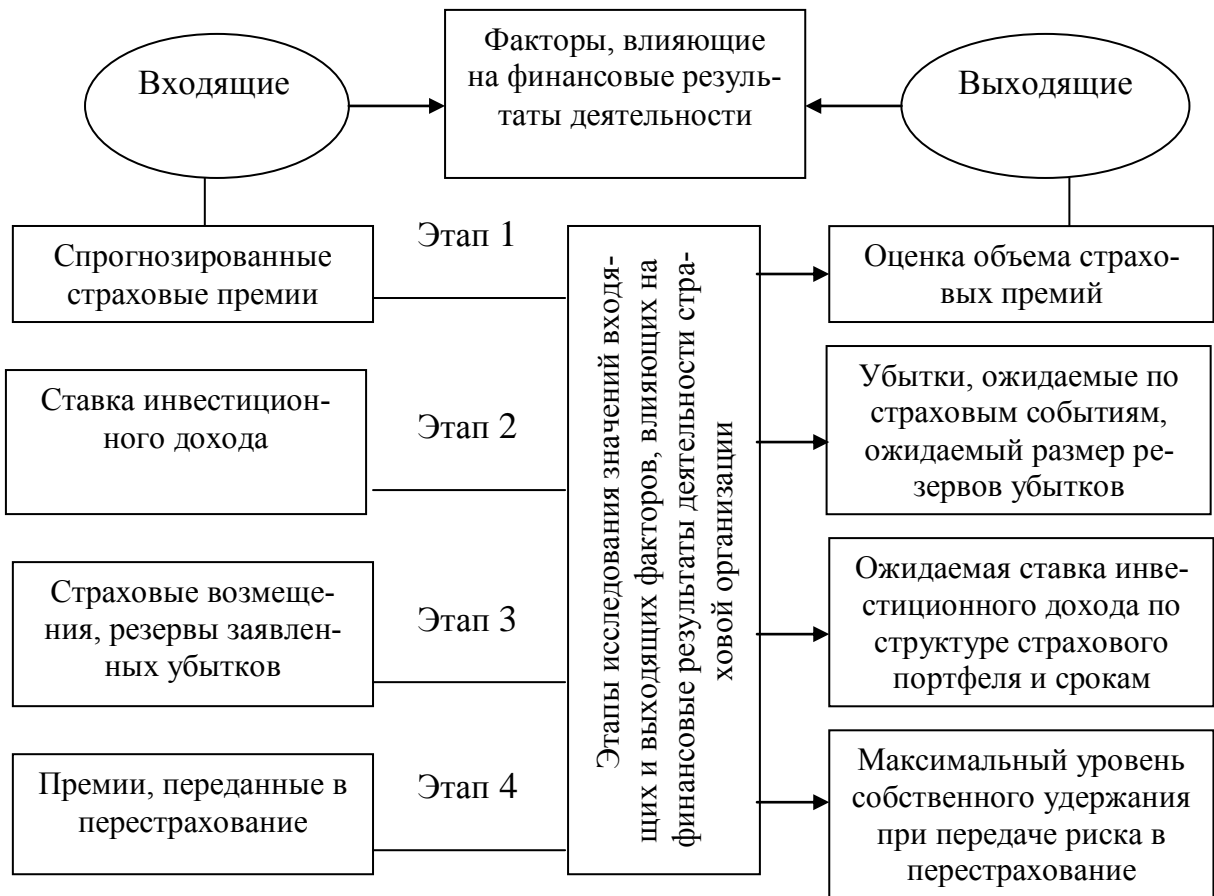 Входящие
Факторы, влияющие
на финансовые резуль-
таты деятельности
Выходящие
Спрогнозированные
страховые премии
Этап 1
Ставка инвестицион-
ного дохода
Этап 2
Страховые возмеще-
ния, резервы заявлен-
ных убытков
Этап 3
Премии, переданные в
перестрахование
Этап 4
Этапы исследования значений входя-
щих и выходящих факторов, влияющих на
финансовые результаты деятельности стра-
ховой организации
Оценка объема страхо-
вых премий
Убытки, ожидаемые по
страховым событиям,
ожидаемый размер ре-
зервов убытков
Ожидаемая ставка инве-
стиционного дохода по
структуре страхового
портфеля и срокам
Максимальный уровень
собственного удержания
при передаче риска в
перестрахование